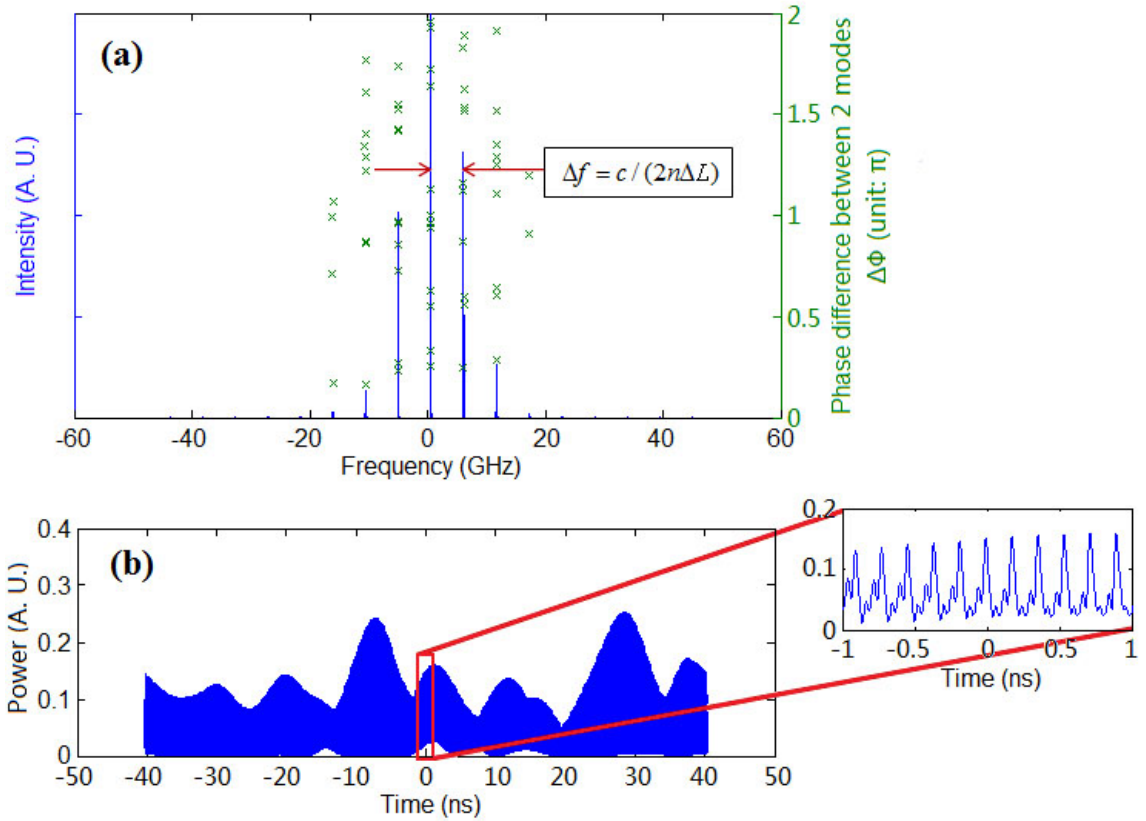 (a)
Intensity (A. U.)
2
1.5
1
0.5
0
Phase difference between 2 modes
ΔΦ (unit: π)
Δf = c / (2nΔL)
-60 -40 -20 0 20 40 60
Frequency (GHz)
(b)
Power (A. U.)
0.4
0.3
0.2
0.1
0
-50 -40 -30 -20 -10 0 10 20 30 40 50
Time (ns)
0.2
0.1
0
-1 -0.5 0 0.5 1
Time (ns)